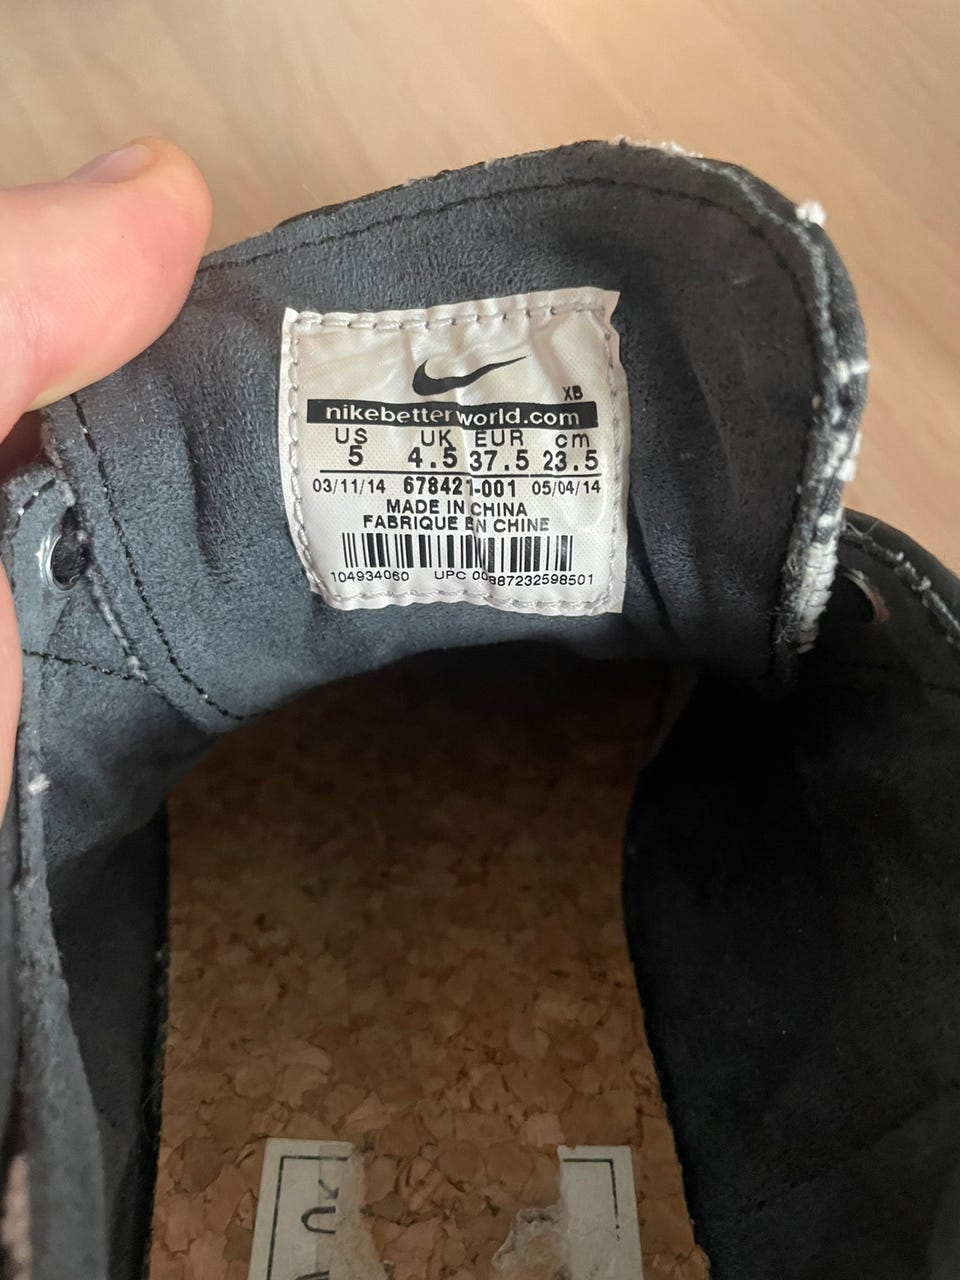 XB
nikebetterworld.com
US UK EUR cm
5 4.5 37.5 23.5
03/11/14 678421-001 05/04/14
MADE IN CHINA
FABRIQUE EN CHINE
104934060 UPC 00887232598501